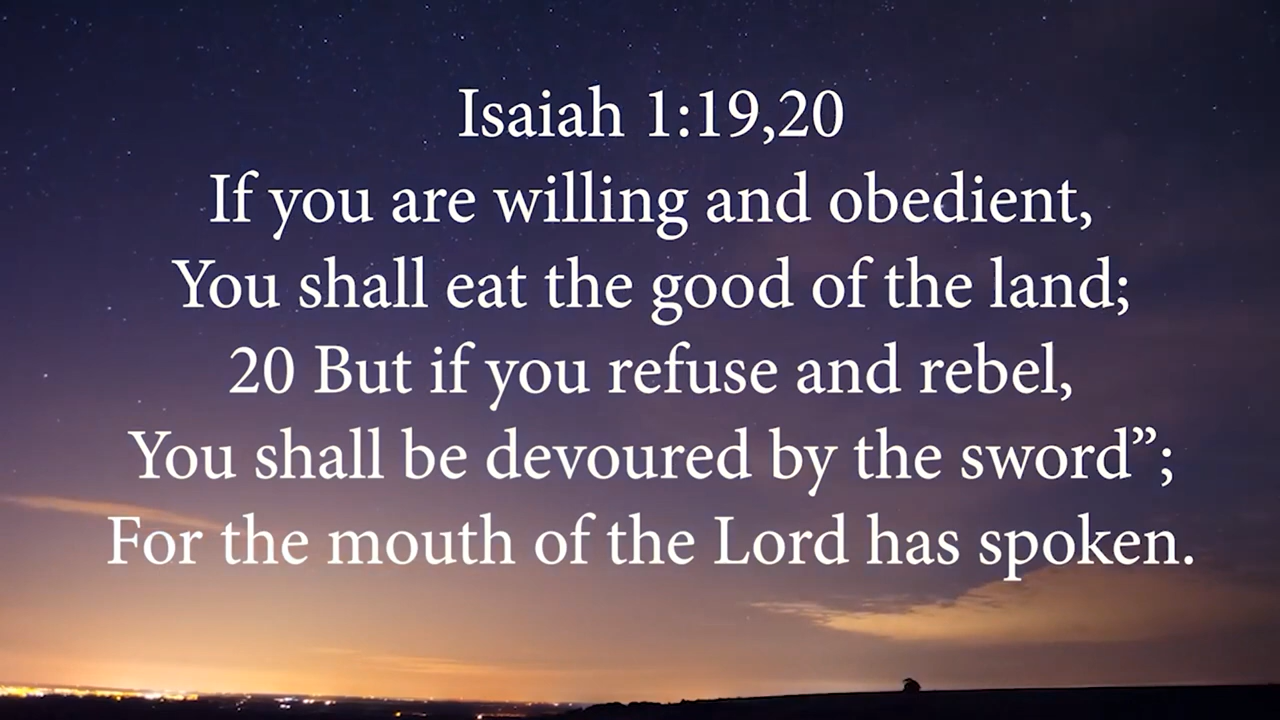 Isaiah 1:19,20
If you are willing and obedient,
You shall eat the good of the land;
20 But if you refuse and rebel,
You shall be devoured by the sword”;
For the mouth of the Lord has spoken.